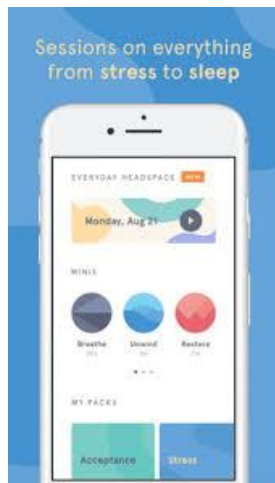 Sessions on everything
from stress to sleep
EVERYDAY HEADSPACE NEW
Monday, Aug 21
MINIS
Breathe Unwind Restore
MY PACKS
Acceptance Stress